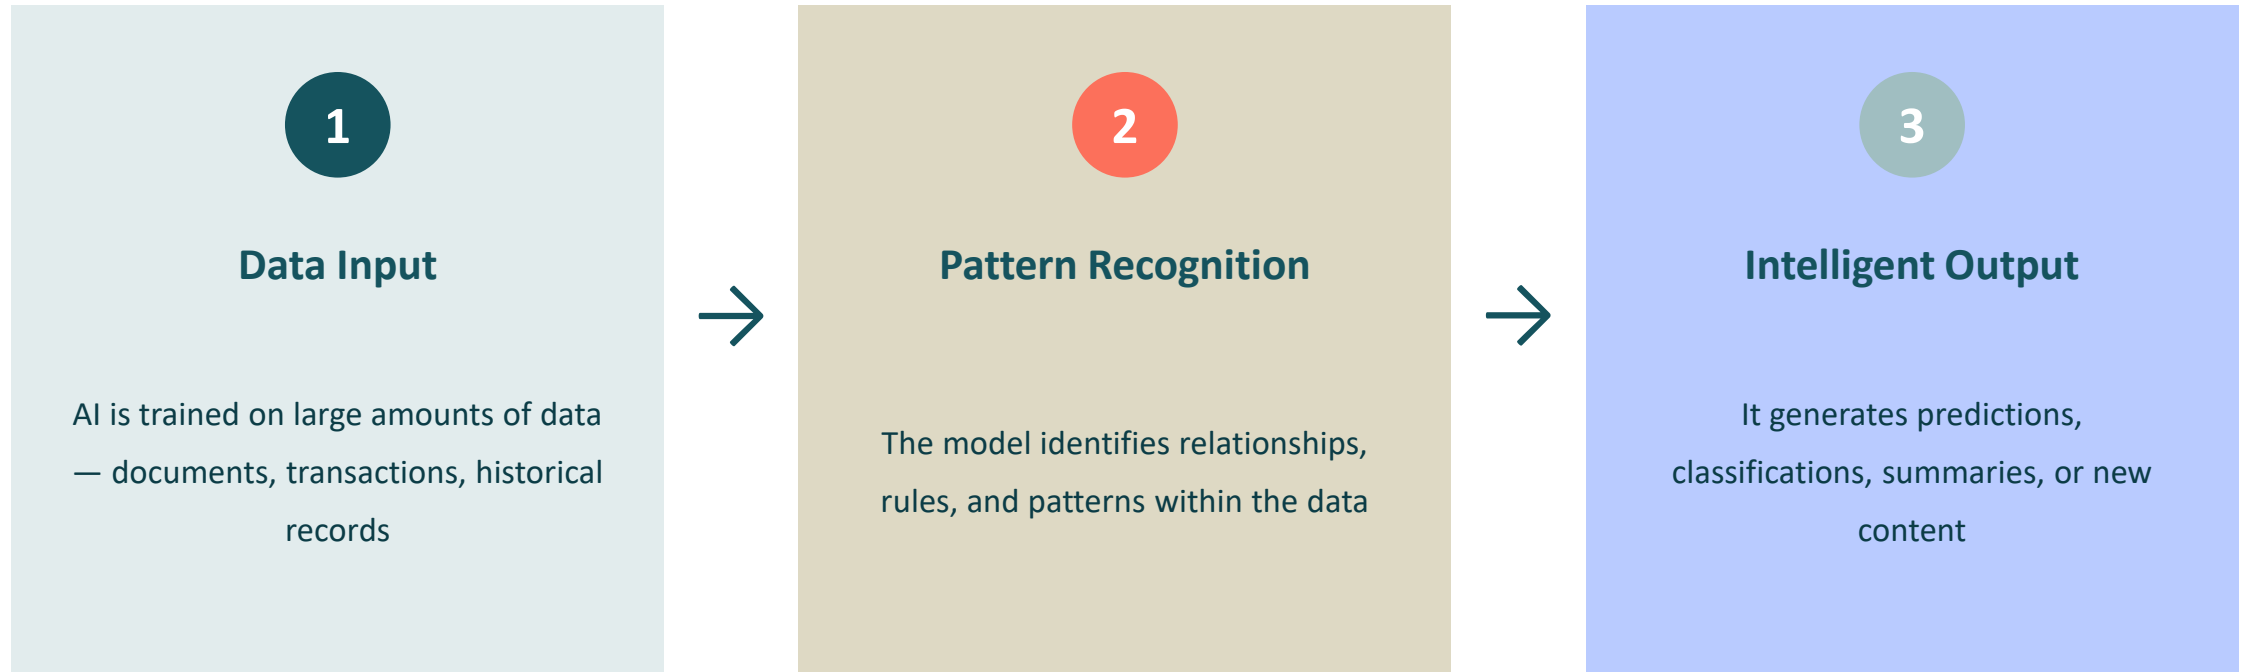 1
Data Input
AI is trained on large amounts of data
— documents, transactions, historical
records
2
Pattern Recognition
The model identifies relationships,
rules, and patterns within the data
3
Intelligent Output
It generates predictions,
classifications, summaries, or new
content